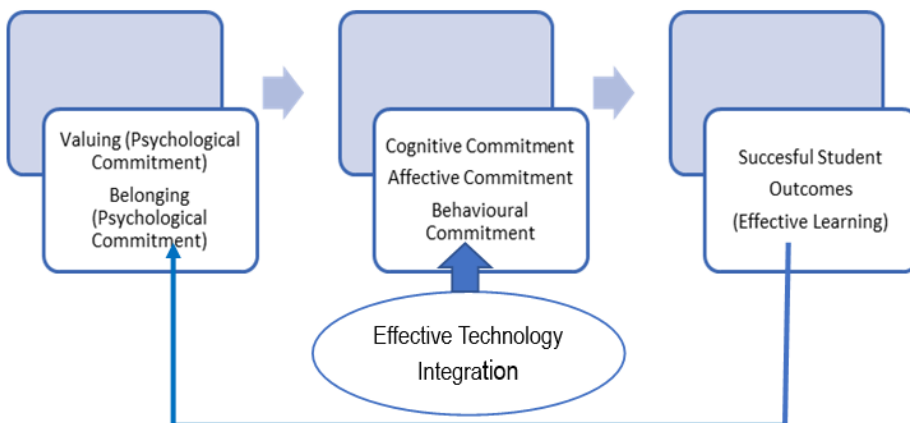 Valuing (Psychological
Commitment)
Belonging
(Psychological
Commitment)
Cognitive Commitment
Affective Commitment
Behavioural
Commitment
Succesful Student
Outcomes
(Effective Learning)
Effective Technology
Integration